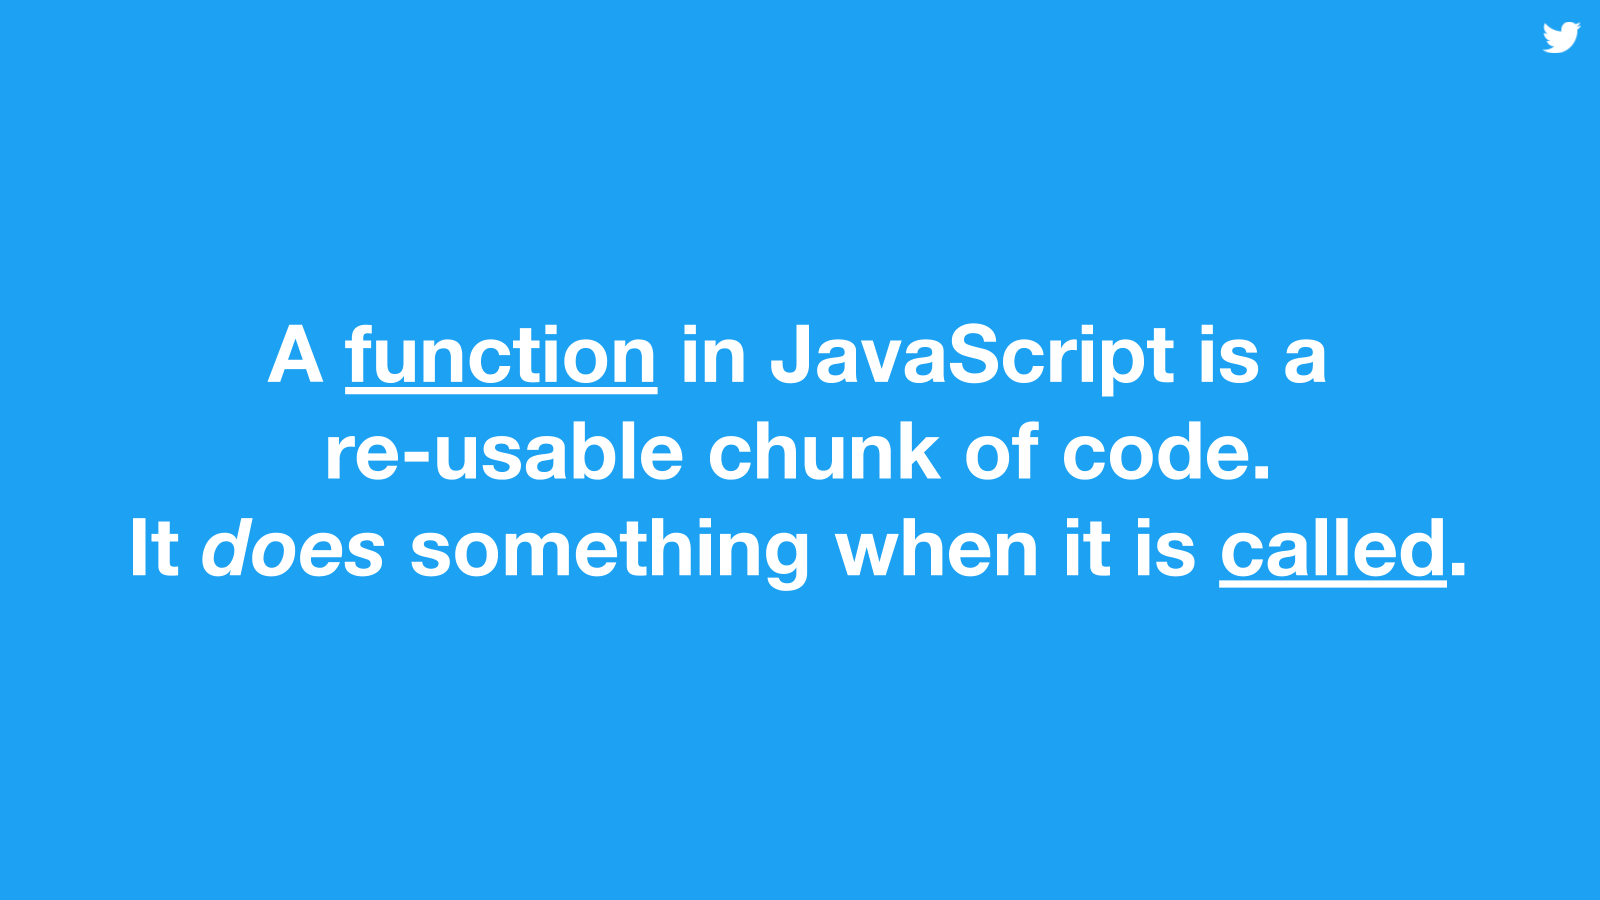 A function in JavaScript is a
re-usable chunk of code.
It does something when it is called.